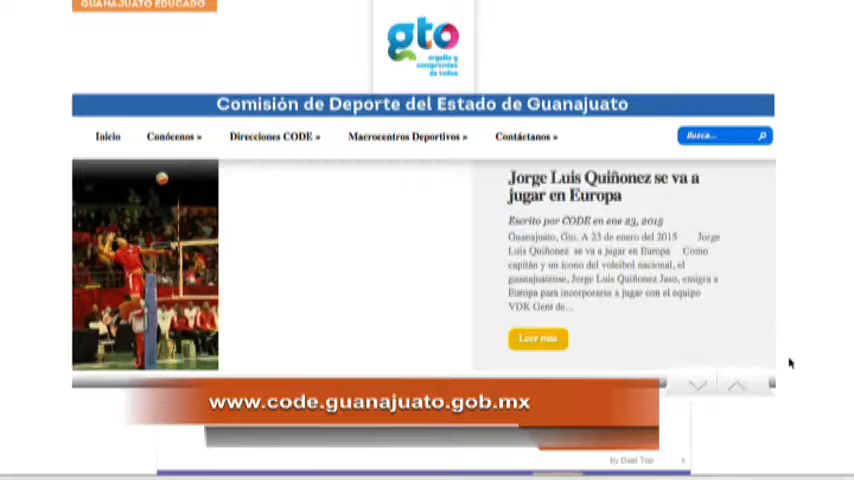 GUANAJUATO EDUCADO
gto
orgullo y
compromiso
de todos
Comisión de Deporte del Estado de Guanajuato
Inicio Conócenos » Direcciones CODE » Macrocentros Deportivos » Contáctanos » Busca...
Jorge Luis Quiñonez se va a
jugar en Europa
Escrito por CODE en ene 23, 2015
Guanajuato, Gto. A 23 de enero del 2015 Jorge
Luis Quiñonez se va a jugar en Europa Como
capitán y un ícono del voleibol nacional, el
guanajuatense, Jorge Luis Quiñonez Jaso, emigra a
Europa para incorporarse a jugar con el equipo
VDK Gent de...
Leer más
www.code.guanajuato.gob.mx
by
x